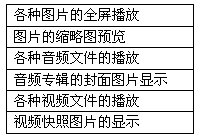 各种图片的全屏播放
图片的缩略图预览
各种音频文件的播放
音频专辑的封面图片显示
各种视频文件的播放
视频快照图片的显示